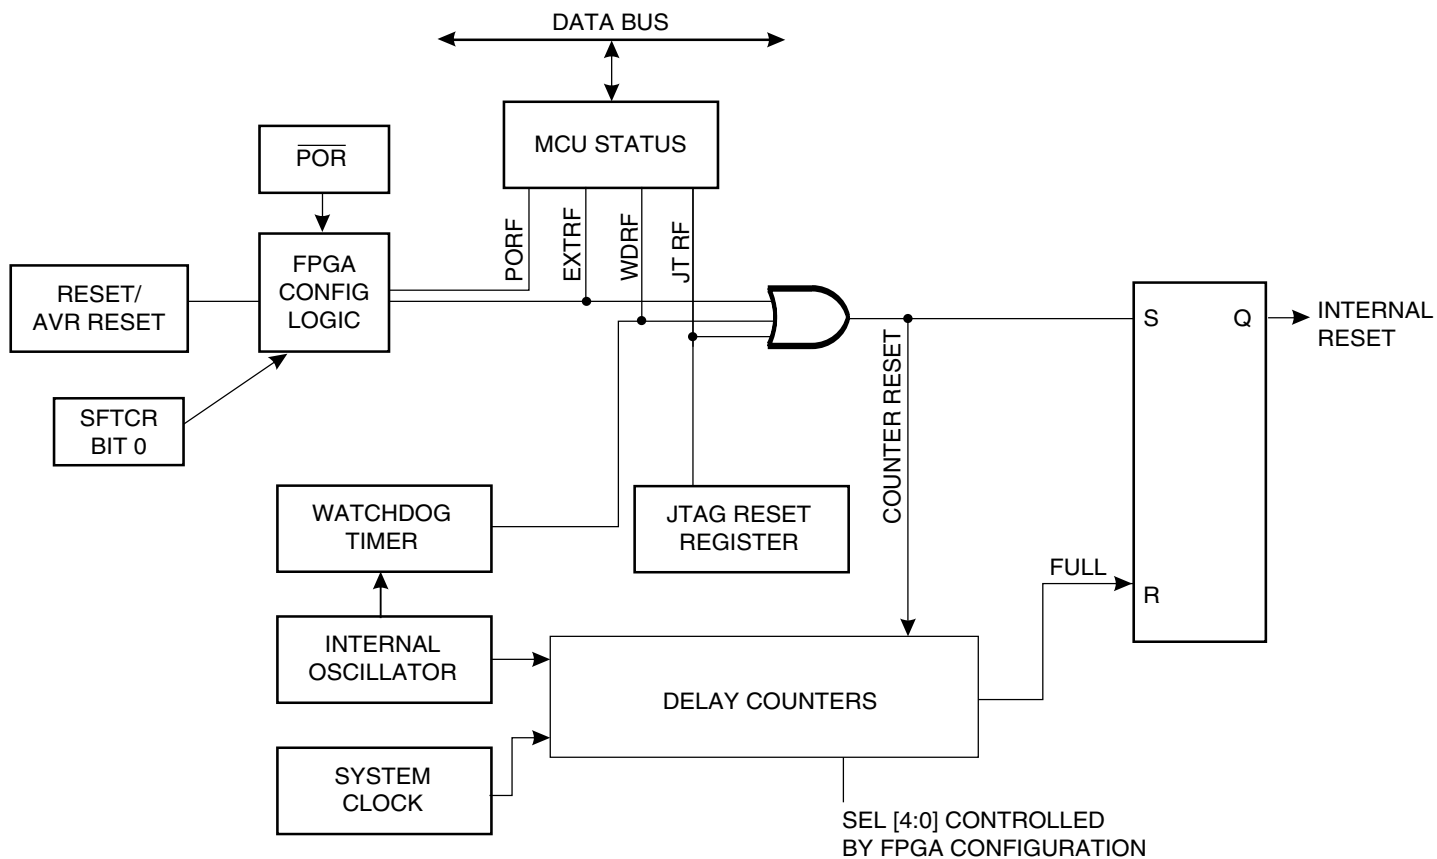 DATA BUS
MCU STATUS
POR
PORF
EXTRF
WDRF
JT RF
FPGA
CONFIG
LOGIC
RESET/
AVR RESET
SFTCR
BIT 0
S
Q
INTERNAL
RESET
COUNTER RESET
WATCHDOG
TIMER
JTAG RESET
REGISTER
FULL
R
INTERNAL
OSCILLATOR
DELAY COUNTERS
SYSTEM
CLOCK
SEL [4:0] CONTROLLED
BY FPGA CONFIGURATION